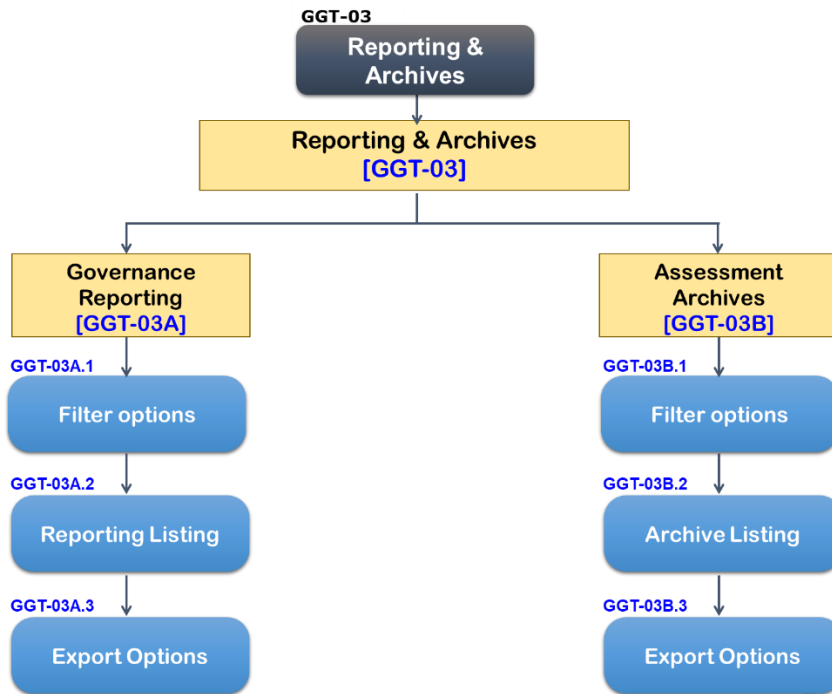 GGT-03
Reporting &
Archives
Reporting & Archives
[GGT-03]
Governance
Reporting
[GGT-03A]
GGT-03A.1
Filter options
GGT-03A.2
Reporting Listing
GGT-03A.3
Export Options
Assessment
Archives
[GGT-03B]
GGT-03B.1
Filter options
GGT-03B.2
Archive Listing
GGT-03B.3
Export Options